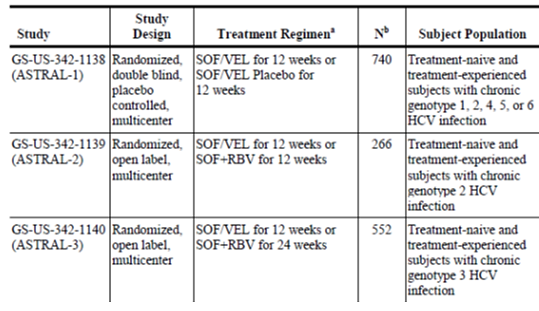 Study
Study Design
Treatment Regimenᵃ
Nᵇ
Subject Population
GS-US-342-1138
(ASTRAL-1)
Randomized,
double blind,
placebo
controlled,
multicenter
SOF/VEL for 12 weeks or
SOF/VEL Placebo for
12 weeks
740
Treatment-naive and
treatment-experienced
subjects with chronic
genotype 1, 2, 4, 5, or 6
HCV infection
GS-US-342-1139
(ASTRAL-2)
Randomized,
open label,
multicenter
SOF/VEL for 12 weeks or
SOF+RBV for 12 weeks
266
Treatment-naive and
treatment-experienced
subjects with chronic
genotype 2 HCV
infection
GS-US-342-1140
(ASTRAL-3)
Randomized,
open label,
multicenter
SOF/VEL for 12 weeks or
SOF+RBV for 24 weeks
552
Treatment-naive and
treatment-experienced
subjects with chronic
genotype 3 HCV
infection